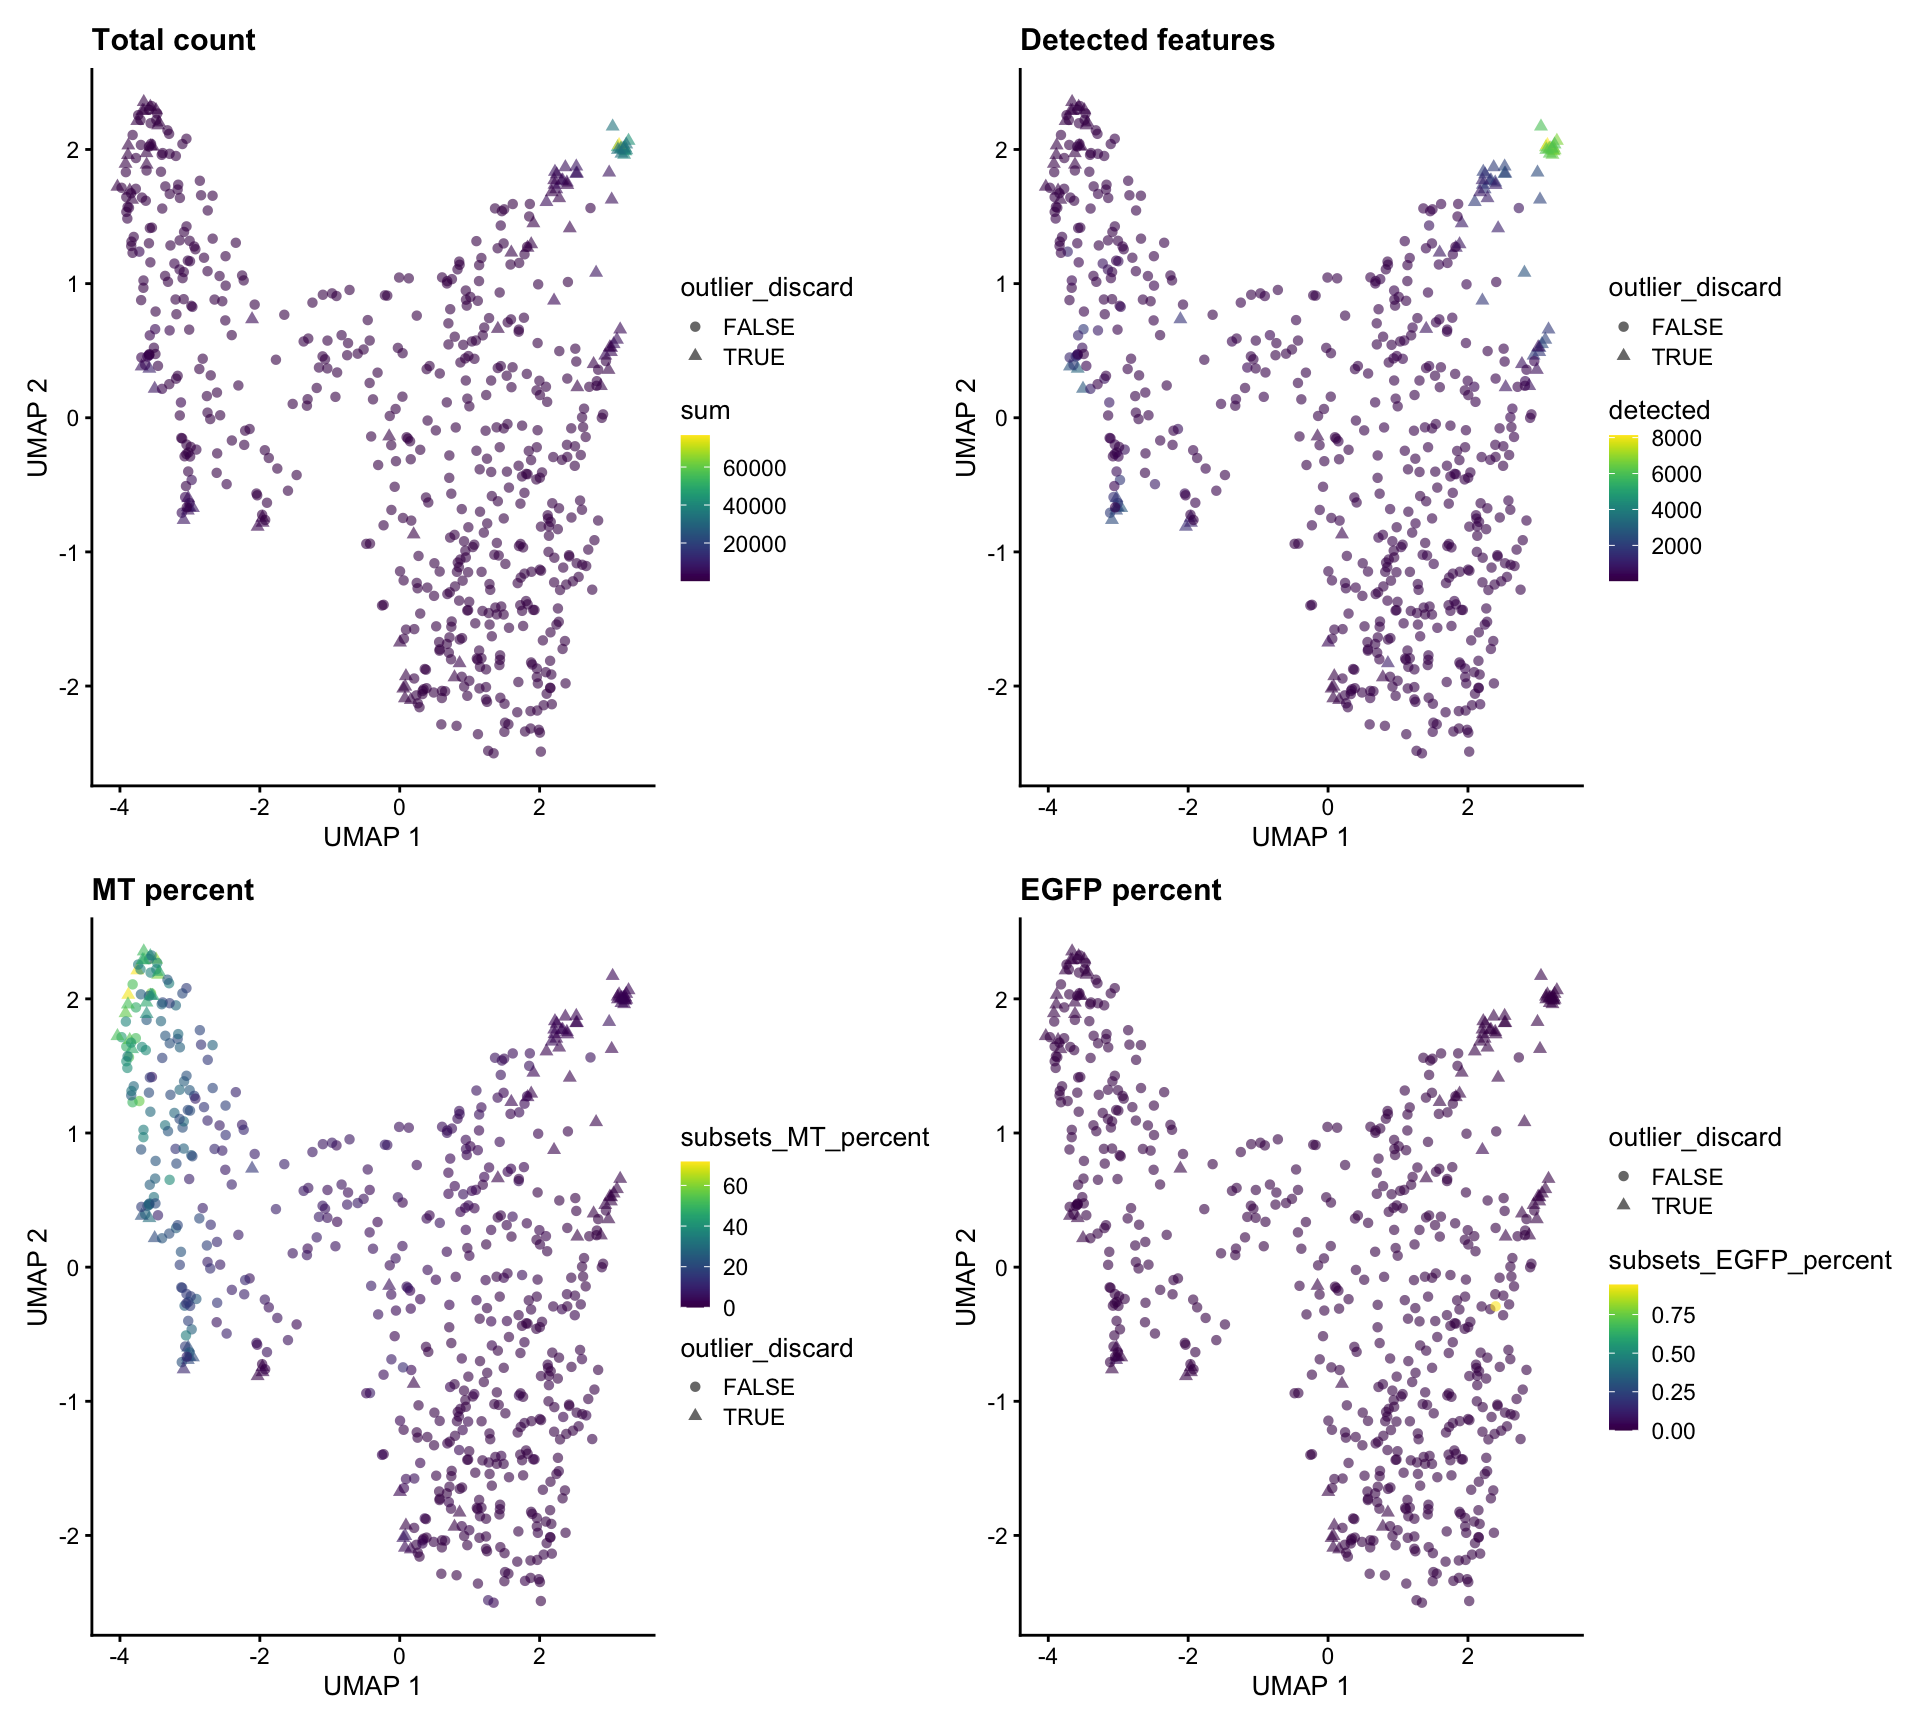 Total count
UMAP 2
2
1
0
-1
-2
-4
-2
0
2
UMAP 1
outlier_discard
FALSE
TRUE
sum
60000
40000
20000
Detected features
UMAP 2
2
1
0
-1
-2
-4
-2
0
2
UMAP 1
outlier_discard
FALSE
TRUE
detected
8000
6000
4000
2000
MT percent
UMAP 2
2
1
0
-1
-2
-4
-2
0
2
UMAP 1
subsets_MT_percent
60
40
20
0
outlier_discard
FALSE
TRUE
EGFP percent
UMAP 2
2
1
0
-1
-2
-4
-2
0
2
UMAP 1
outlier_discard
FALSE
TRUE
subsets_EGFP_percent
0.75
0.50
0.25
0.00